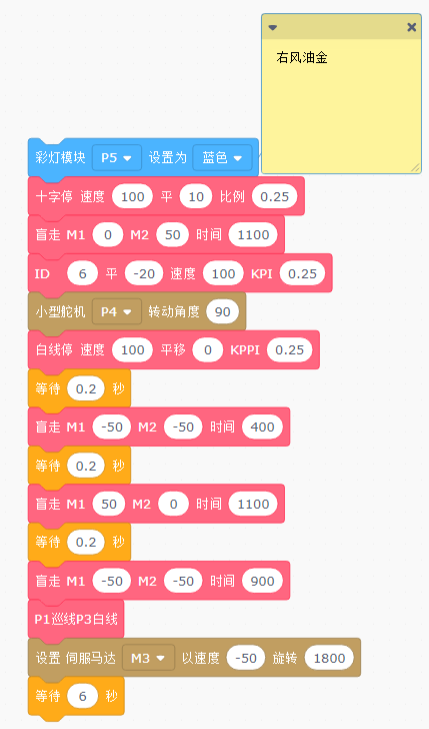 右风油金
彩灯模块 P5 设置为 蓝色
十字停 速度 100 平 10 比例 0.25
盲走 M1 0 M2 50 时间 1100
ID 6 平 -20 速度 100 KPI 0.25
小型舵机 P4 转动角度 90
白线停 速度 100 平移 0 KPPI 0.25
等待 0.2 秒
盲走 M1 -50 M2 -50 时间 400
等待 0.2 秒
盲走 M1 50 M2 0 时间 1100
等待 0.2 秒
盲走 M1 -50 M2 -50 时间 900
P1巡线P3白线
设置 伺服马达 M3 以速度 -50 旋转 1800
等待 6 秒